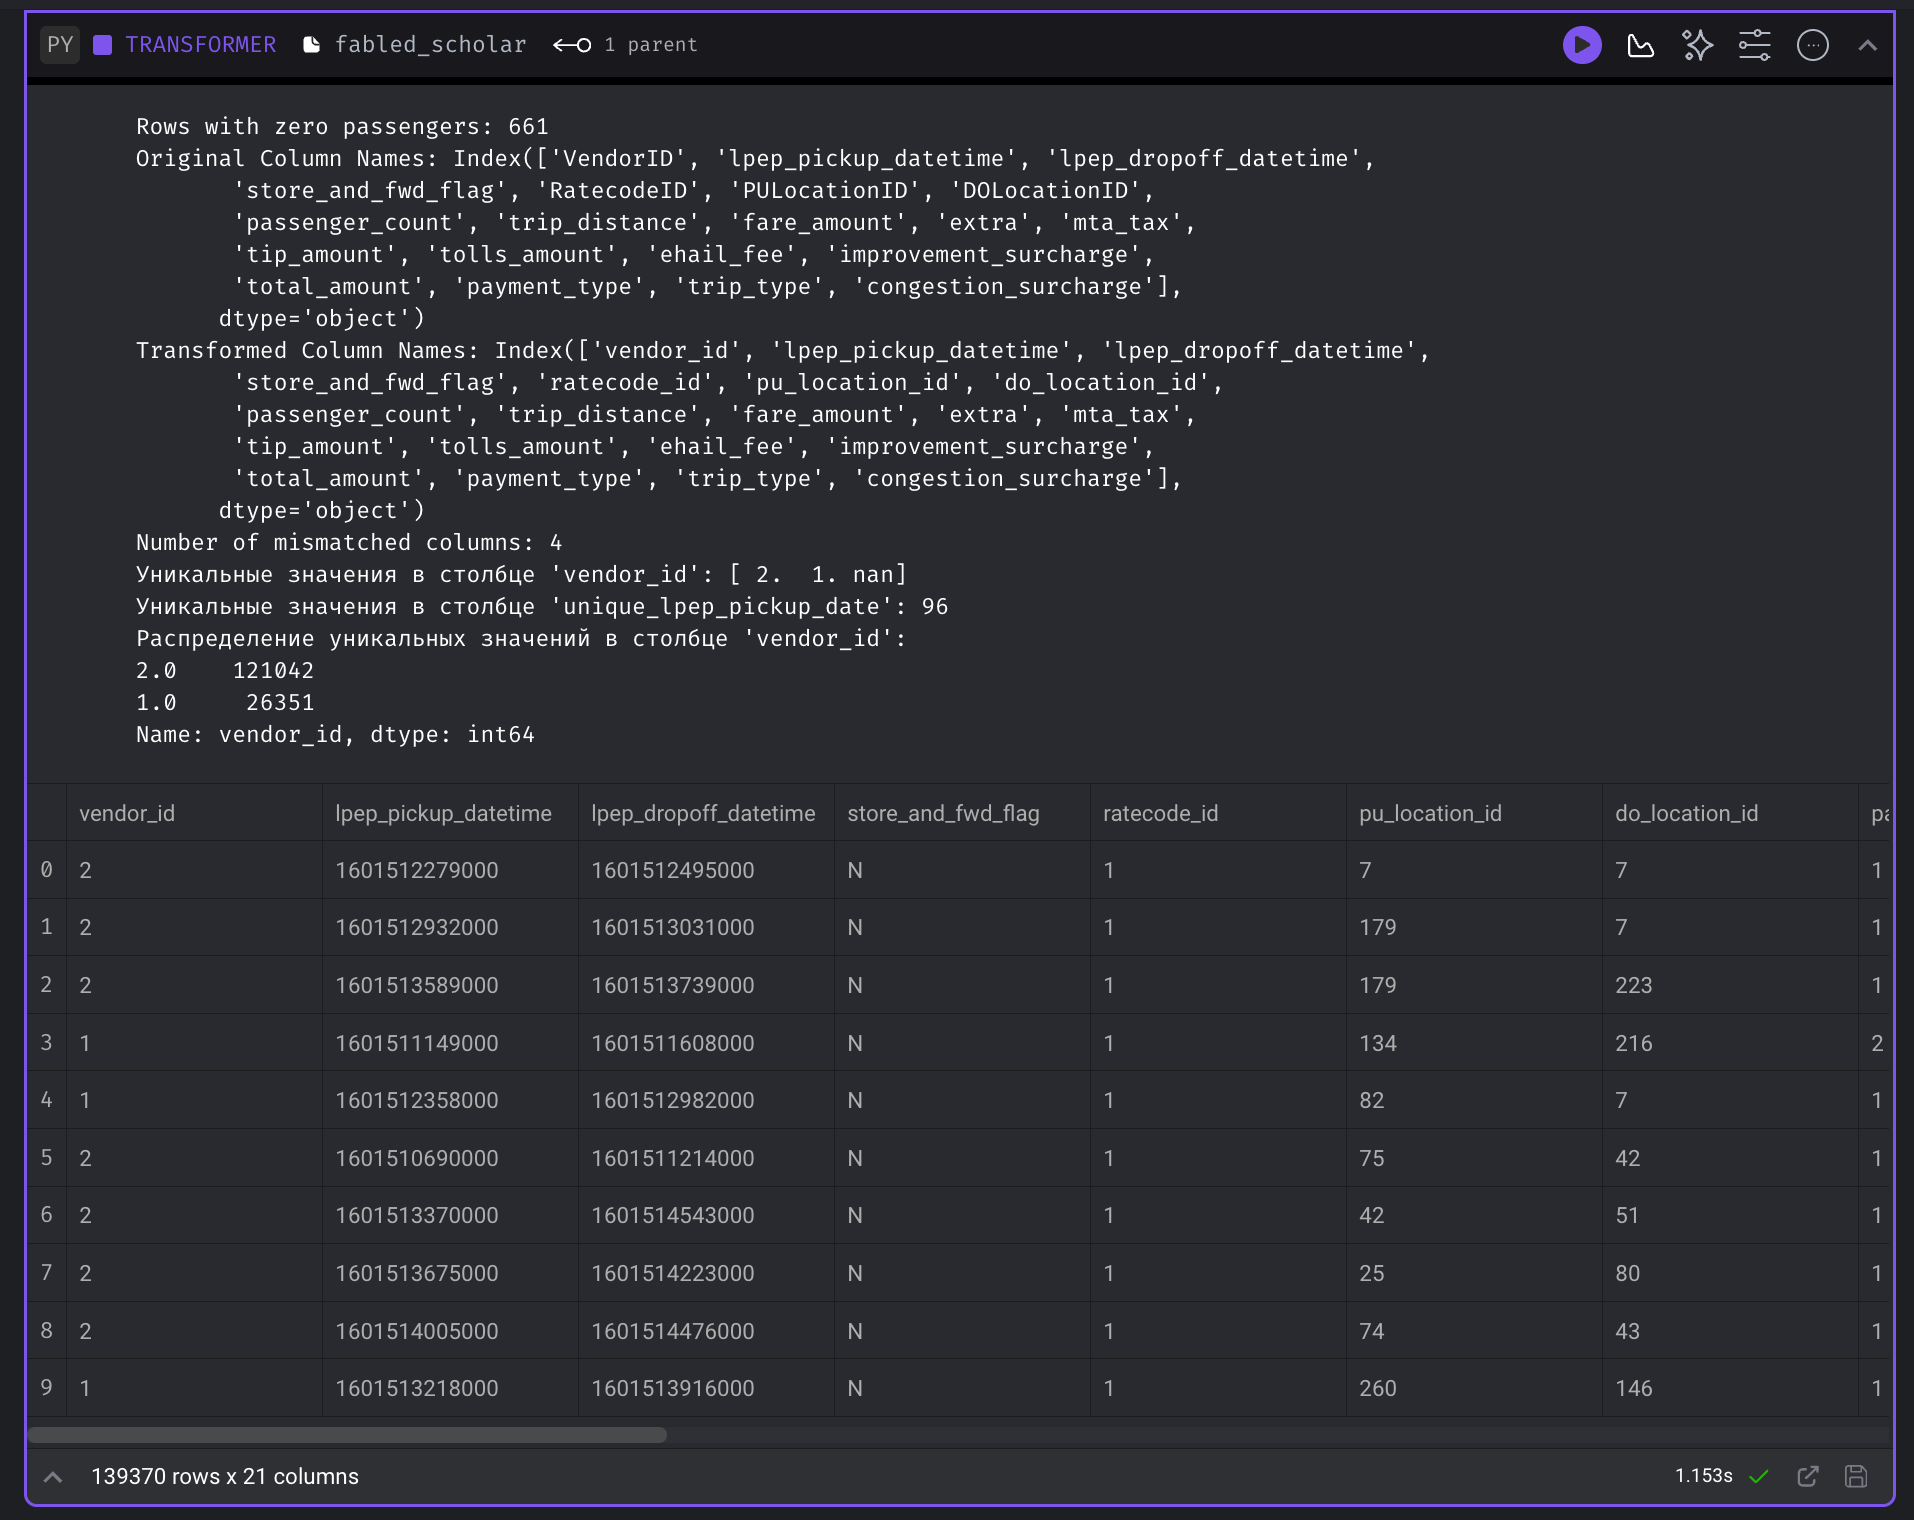 PY TRANSFORMER fabled_scholar 1 parent
Rows with zero passengers: 661
Original Column Names: Index(['VendorID', 'lpep_pickup_datetime', 'lpep_dropoff_datetime',
'store_and_fwd_flag', 'RatecodeID', 'PULocationID', 'DOLocationID',
'passenger_count', 'trip_distance', 'fare_amount', 'extra', 'mta_tax',
'tip_amount', 'tolls_amount', 'ehail_fee', 'improvement_surcharge',
'total_amount', 'payment_type', 'trip_type', 'congestion_surcharge'],
dtype='object')
Transformed Column Names: Index(['vendor_id', 'lpep_pickup_datetime', 'lpep_dropoff_datetime',
'store_and_fwd_flag', 'ratecode_id', 'pu_location_id', 'do_location_id',
'passenger_count', 'trip_distance', 'fare_amount', 'extra', 'mta_tax',
'tip_amount', 'tolls_amount', 'ehail_fee', 'improvement_surcharge',
'total_amount', 'payment_type', 'trip_type', 'congestion_surcharge'],
dtype='object')
Number of mismatched columns: 4
Уникальные значения в столбце 'vendor_id': [ 2.  1. nan]
Уникальные значения в столбце 'unique_lpep_pickup_date': 96
Распределение уникальных значений в столбце 'vendor_id':
2.0    121042
1.0     26351
Name: vendor_id, dtype: int64
vendor_id lpep_pickup_datetime lpep_dropoff_datetime store_and_fwd_flag ratecode_id pu_location_id do_location_id pa
0 2 1601512279000 1601512495000 N 1 7 7 1
1 2 1601512932000 1601513031000 N 1 179 7 1
2 2 1601513589000 1601513739000 N 1 179 223 1
3 1 1601511149000 1601511608000 N 1 134 216 2
4 1 1601512358000 1601512982000 N 1 82 7 1
5 2 1601510690000 1601511214000 N 1 75 42 1
6 2 1601513370000 1601514543000 N 1 42 51 1
7 2 1601513675000 1601514223000 N 1 25 80 1
8 2 1601514005000 1601514476000 N 1 74 43 1
9 1 1601513218000 1601513916000 N 1 260 146 1
139370 rows x 21 columns 1.153s